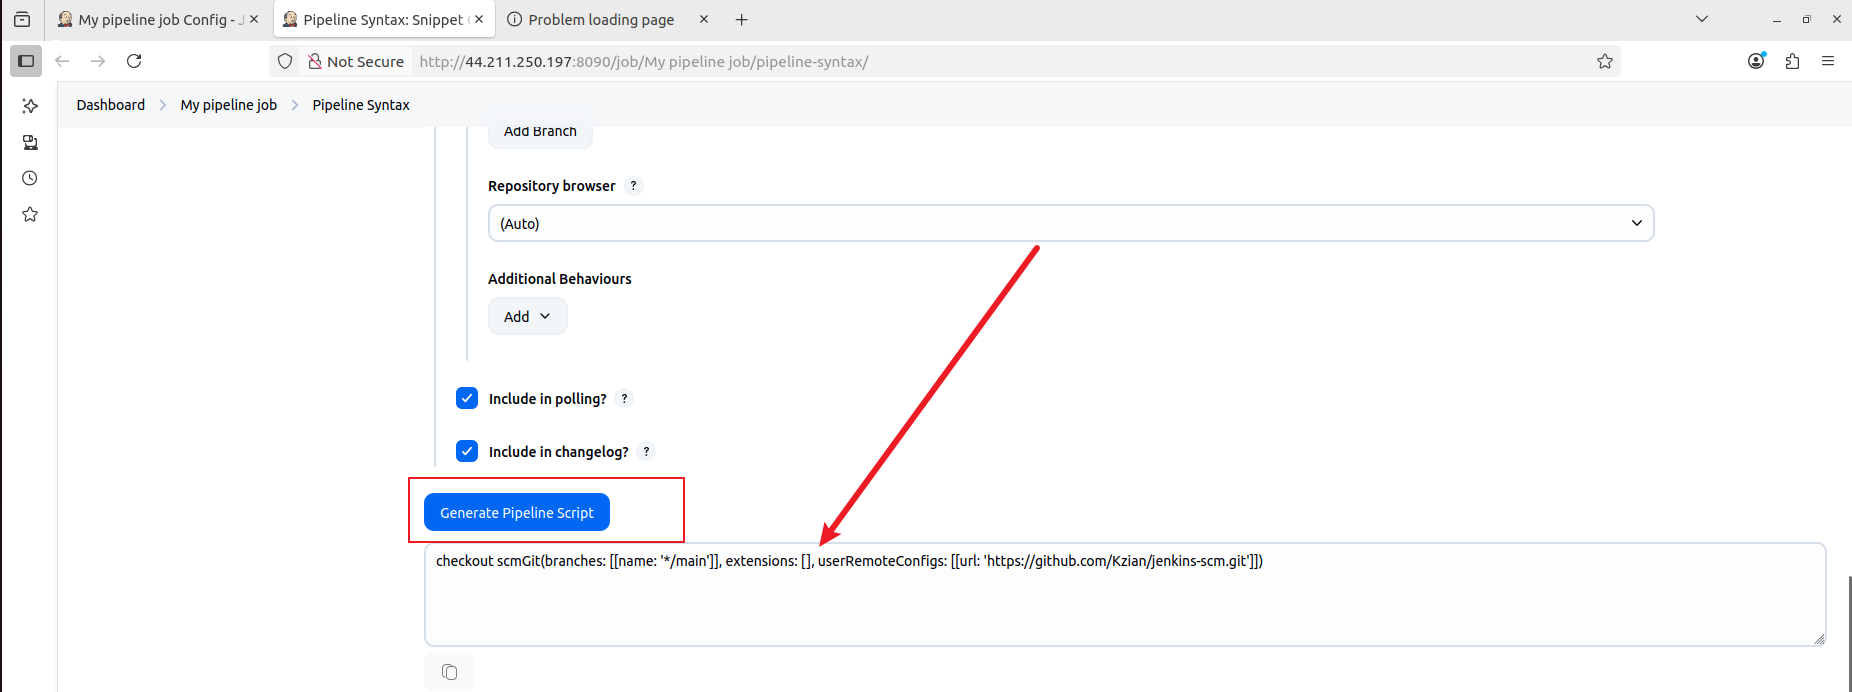 My pipeline job Config - J
Pipeline Syntax: Snippet
Problem loading page
Not Secure
http://44.211.250.197:8090/job/My pipeline job/pipeline-syntax/
Dashboard
My pipeline job
Pipeline Syntax
Add Branch
Repository browser ?
(Auto)
Additional Behaviours
Add
Include in polling? ?
Include in changelog? ?
Generate Pipeline Script
checkout scmGit(branches: [[name: '*/main']], extensions: [], userRemoteConfigs: [[url: 'https://github.com/Kzian/jenkins-scm.git']])